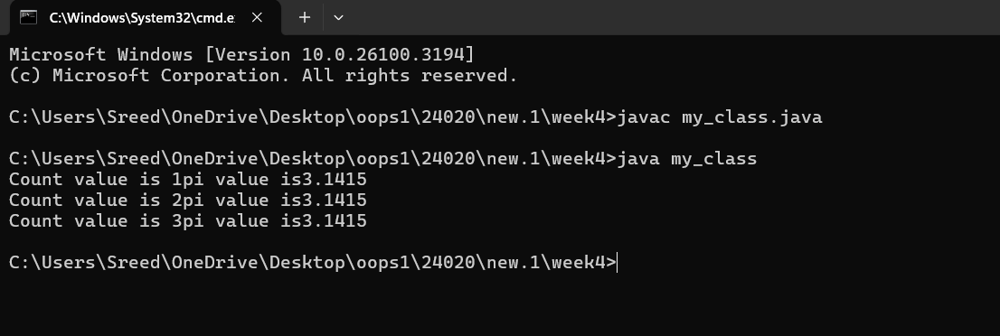 C:\Windows\System32\cmd.e
Microsoft Windows [Version 10.0.26100.3194]
(c) Microsoft Corporation. All rights reserved.
C:\Users\Sreed\OneDrive\Desktop\oops1\24020\new.1\week4>javac my_class.java
C:\Users\Sreed\OneDrive\Desktop\oops1\24020\new.1\week4>java my_class
Count value is 1pi value is3.1415
Count value is 2pi value is3.1415
Count value is 3pi value is3.1415
C:\Users\Sreed\OneDrive\Desktop\oops1\24020\new.1\week4>